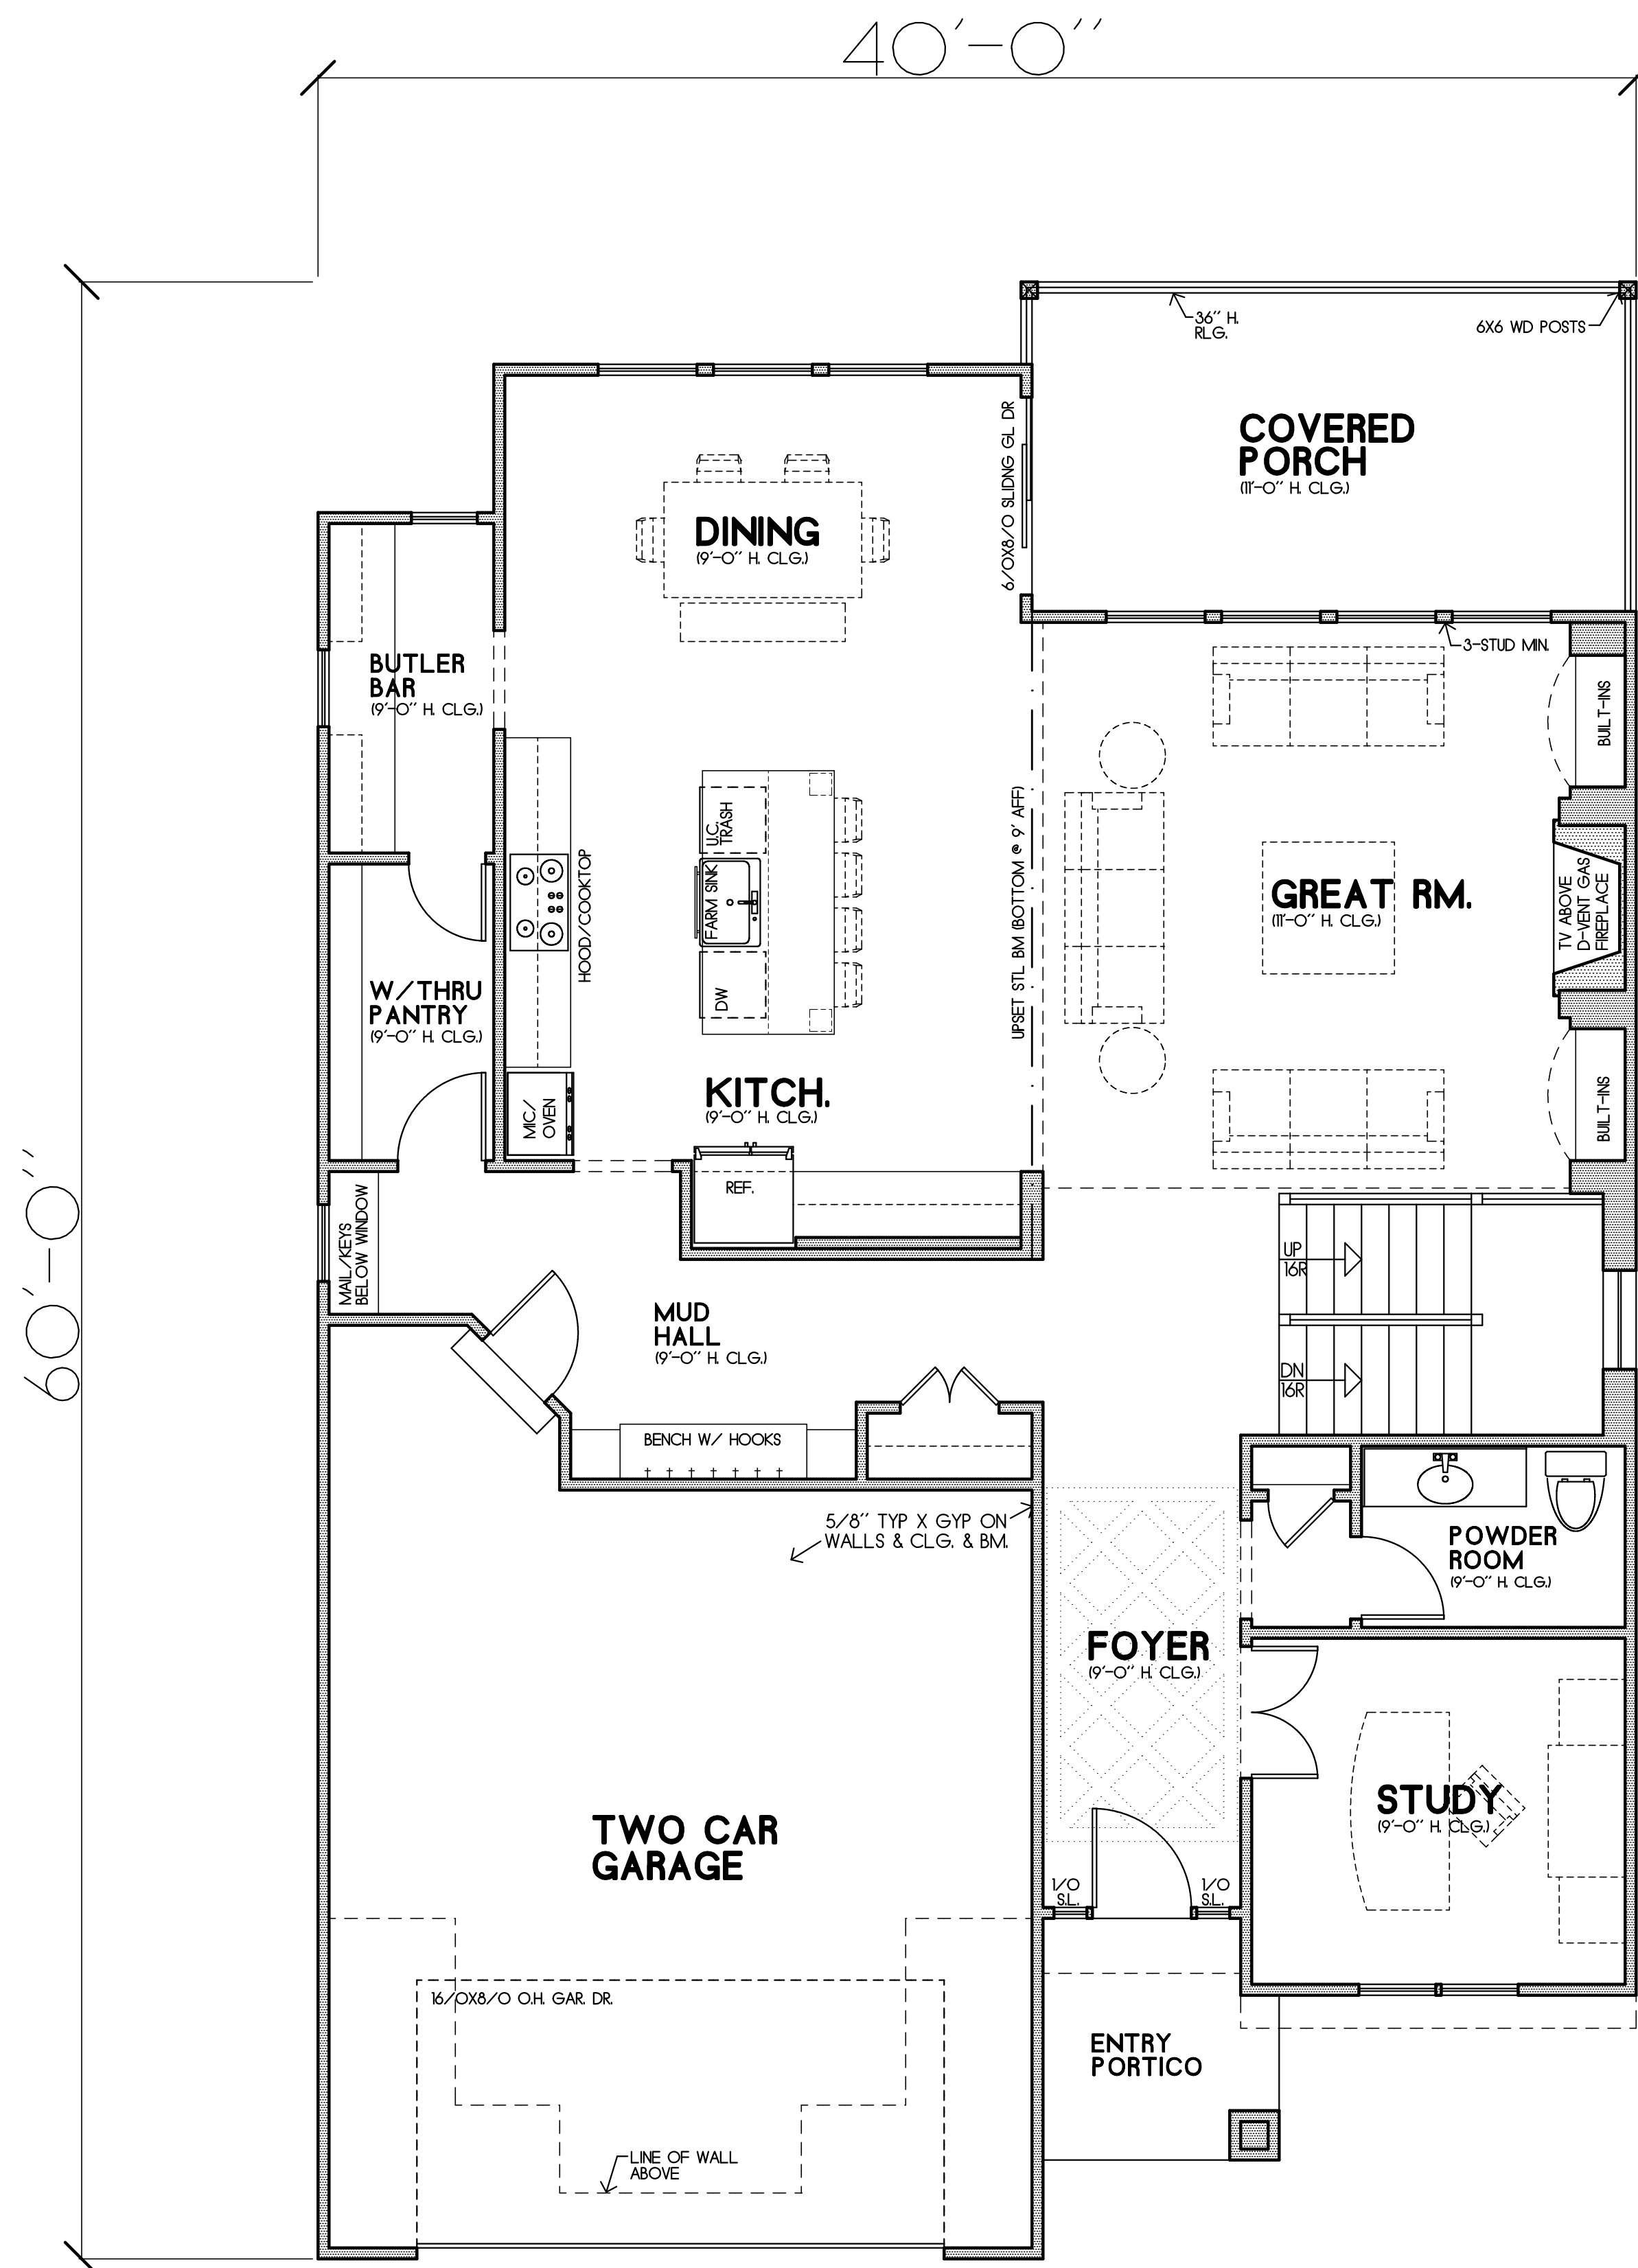 40'-0"
60'-0"
36" H.
RLG.
6X6 WD POSTS
COVERED
PORCH
(11'-0" H. CLG.)
6/0X8/0 SLIDNG GL DR
DINING
(9'-0" H. CLG.)
3-STUD MIN.
BUTLER
BAR
(9'-0" H. CLG.)
BUILT-INS
U.C.
TRASH
FARM SINK
DW
HOOD/COOKTOP
UPSET STL BM (BOTTOM @ 9' AFF)
GREAT RM.
(11'-0" H. CLG.)
TV ABOVE
D-VENT GAS
FIREPLACE
W/THRU
PANTRY
(9'-0" H. CLG.)
KITCH.
(9'-0" H. CLG.)
MIC/
OVEN
BUILT-INS
REF.
MAIL/KEYS
BELOW WINDOW
UP
16R
MUD
HALL
(9'-0" H. CLG.)
DN
16R
BENCH W/ HOOKS
5/8" TYP X GYP ON
WALLS & CLG. & BM.
POWDER
ROOM
(9'-0" H. CLG.)
FOYER
(9'-0" H. CLG.)
STUDY
(9'-0" H. CLG.)
TWO CAR
GARAGE
1/0
S.L.
1/0
S.L.
16/0X8/0 O.H. GAR. DR.
ENTRY
PORTICO
LINE OF WALL
ABOVE